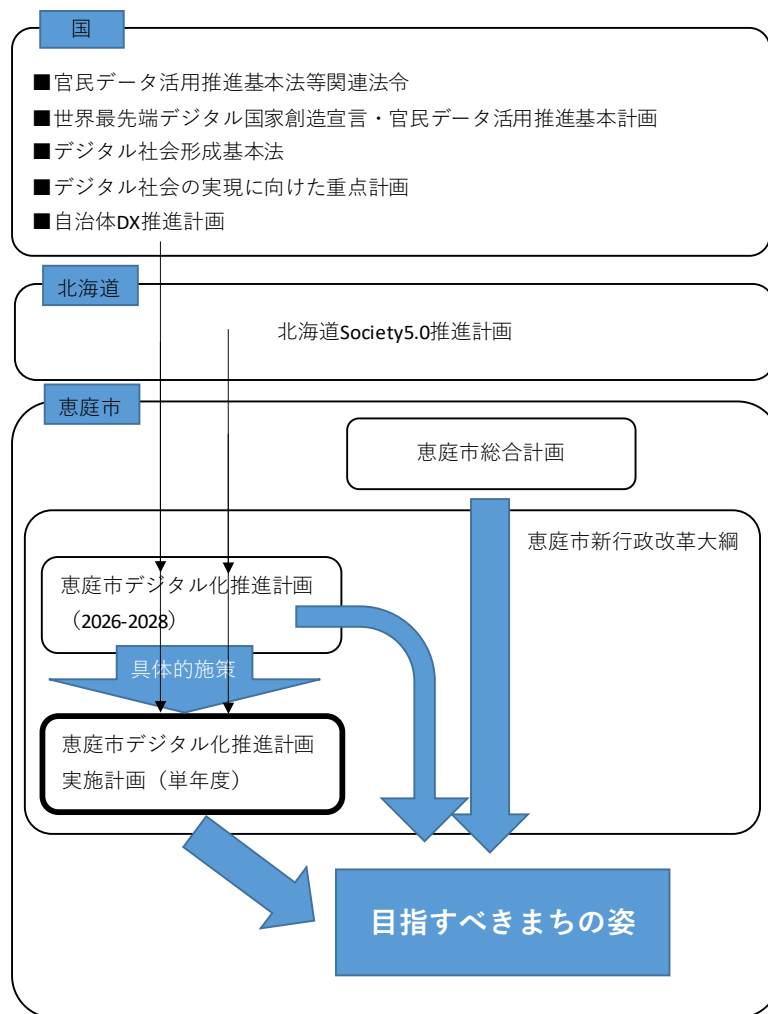 国
■官民データ活用推進基本法等関連法令
■世界最先端デジタル国家創造宣言・官民データ活用推進基本計画
■デジタル社会形成基本法
■デジタル社会の実現に向けた重点計画
■自治体DX推進計画
北海道
北海道Society5.0推進計画
恵庭市
恵庭市総合計画
恵庭市新行政改革大綱
恵庭市デジタル化推進計画
（2026-2028）
具体的施策
恵庭市デジタル化推進計画
実施計画（単年度）
目指すべきまちの姿